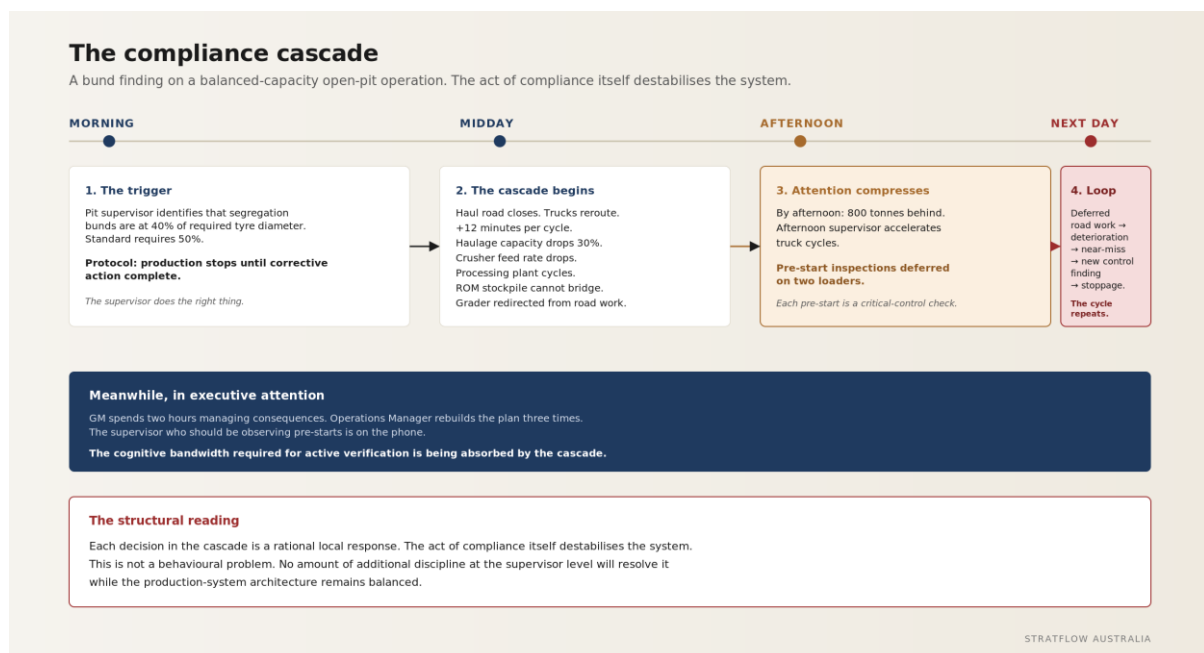 The compliance cascade
A bund finding on a balanced-capacity open-pit operation. The act of compliance itself destabilises the system.
MORNING
MIDDAY
AFTERNOON
NEXT DAY
1. The trigger
Pit supervisor identifies that segregation
bunds are at 40% of required tyre diameter.
Standard requires 50%.
Protocol: production stops until corrective
action complete.
The supervisor does the right thing.
2. The cascade begins
Haul road closes. Trucks reroute.
+12 minutes per cycle.
Haulage capacity drops 30%.
Crusher feed rate drops.
Processing plant cycles.
ROM stockpile cannot bridge.
Grader redirected from road work.
3. Attention compresses
By afternoon: 800 tonnes behind.
Afternoon supervisor accelerates
truck cycles.
Pre-start inspections deferred
on two loaders.
Each pre-start is a critical-control check.
4. Loop
Deferred
road work →
deterioration
→ near-miss
→ new control
finding
→ stoppage.
The cycle
repeats.
Meanwhile, in executive attention
GM spends two hours managing consequences. Operations Manager rebuilds the plan three times.
The supervisor who should be observing pre-starts is on the phone.
The cognitive bandwidth required for active verification is being absorbed by the cascade.
The structural reading
Each decision in the cascade is a rational local response. The act of compliance itself destabilises the system.
This is not a behavioural problem. No amount of additional discipline at the supervisor level will resolve it
while the production-system architecture remains balanced.
STRATFLOW AUSTRALIA